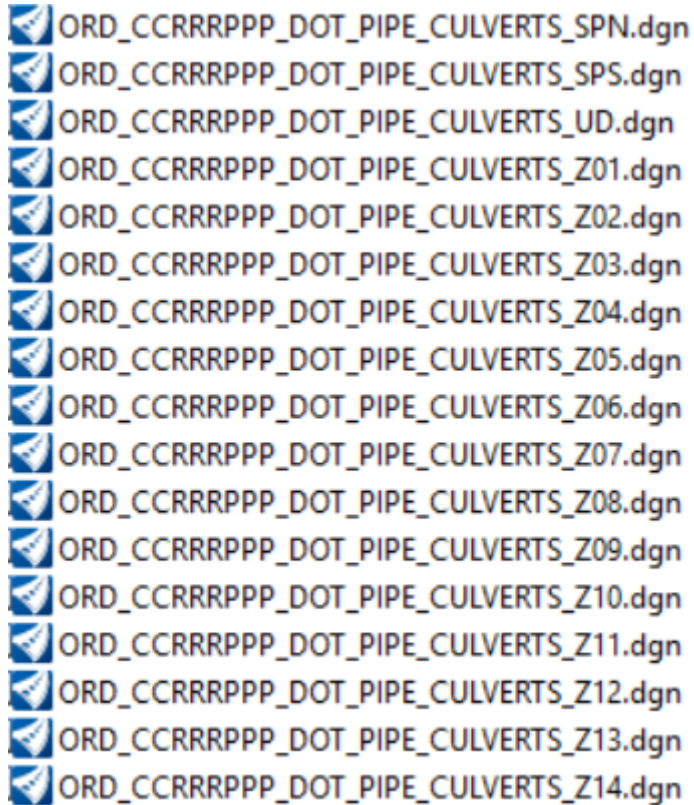 ORD_CCRRRPPP_DOT_PIPE_CULVERTS_SPN.dgn
ORD_CCRRRPPP_DOT_PIPE_CULVERTS_SPS.dgn
ORD_CCRRRPPP_DOT_PIPE_CULVERTS_UD.dgn
ORD_CCRRRPPP_DOT_PIPE_CULVERTS_Z01.dgn
ORD_CCRRRPPP_DOT_PIPE_CULVERTS_Z02.dgn
ORD_CCRRRPPP_DOT_PIPE_CULVERTS_Z03.dgn
ORD_CCRRRPPP_DOT_PIPE_CULVERTS_Z04.dgn
ORD_CCRRRPPP_DOT_PIPE_CULVERTS_Z05.dgn
ORD_CCRRRPPP_DOT_PIPE_CULVERTS_Z06.dgn
ORD_CCRRRPPP_DOT_PIPE_CULVERTS_Z07.dgn
ORD_CCRRRPPP_DOT_PIPE_CULVERTS_Z08.dgn
ORD_CCRRRPPP_DOT_PIPE_CULVERTS_Z09.dgn
ORD_CCRRRPPP_DOT_PIPE_CULVERTS_Z10.dgn
ORD_CCRRRPPP_DOT_PIPE_CULVERTS_Z11.dgn
ORD_CCRRRPPP_DOT_PIPE_CULVERTS_Z12.dgn
ORD_CCRRRPPP_DOT_PIPE_CULVERTS_Z13.dgn
ORD_CCRRRPPP_DOT_PIPE_CULVERTS_Z14.dgn